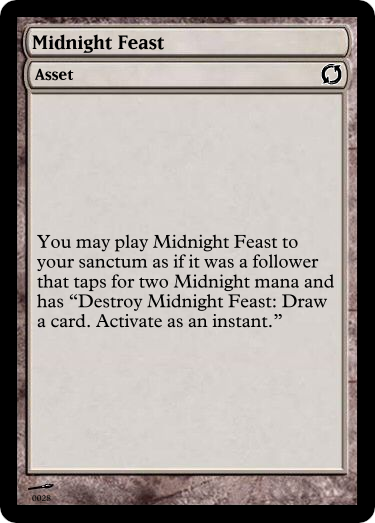 Midnight Feast
Asset
You may play Midnight Feast to
your sanctum as if it was a follower
that taps for two Midnight mana and
has “Destroy Midnight Feast: Draw
a card. Activate as an instant.”
0028